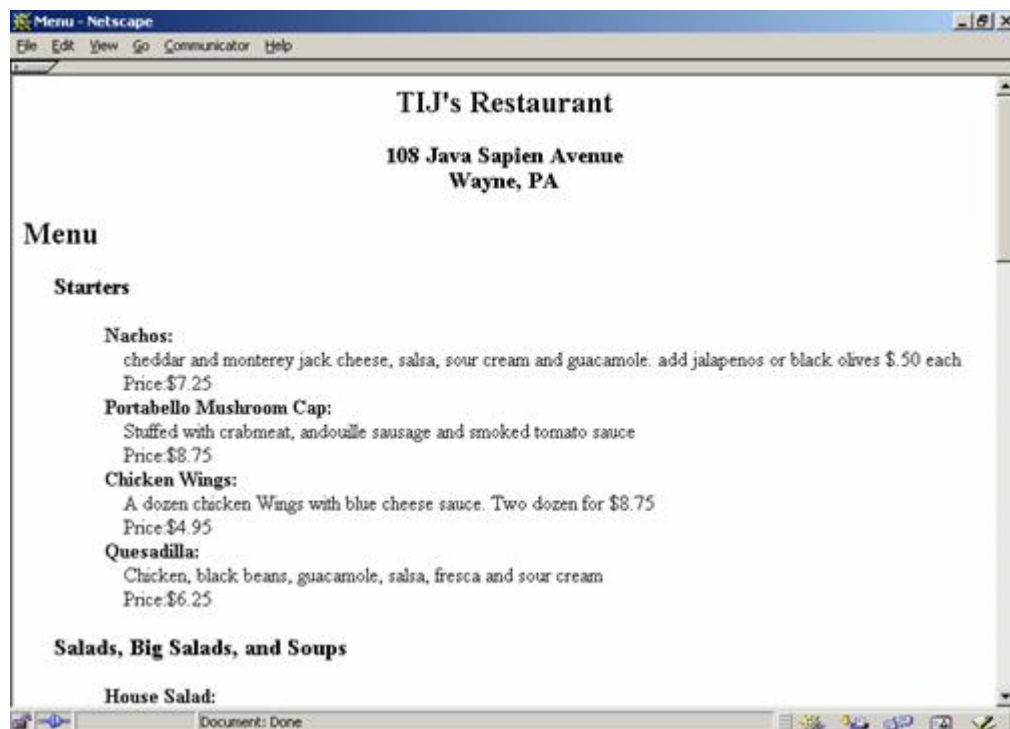 Menu - Netscape
File Edit View Go Communicator Help
TIJ's Restaurant
108 Java Sapien Avenue
Wayne, PA
Menu
Starters
Nachos:
cheddar and monterey jack cheese, salsa, sour cream and guacamole. add jalapenos or black olives $.50 each
Price:$7.25
Portabello Mushroom Cap:
Stuffed with crabmeat, andouille sausage and smoked tomato sauce
Price:$8.75
Chicken Wings:
A dozen chicken Wings with blue cheese sauce. Two dozen for $8.75
Price:$4.95
Quesadilla:
Chicken, black beans, guacamole, salsa, fresca and sour cream
Price:$6.25
Salads, Big Salads, and Soups
House Salad:
Document: Done